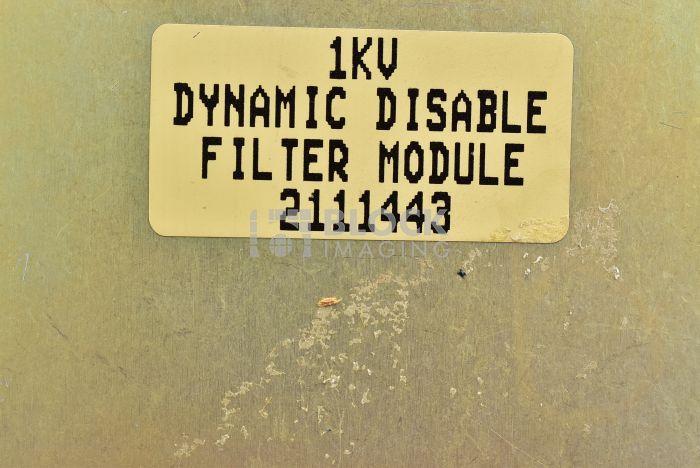 1KV
DYNAMIC DISABLE
FILTER MODULE
2111443
BLOCK
IMAGING